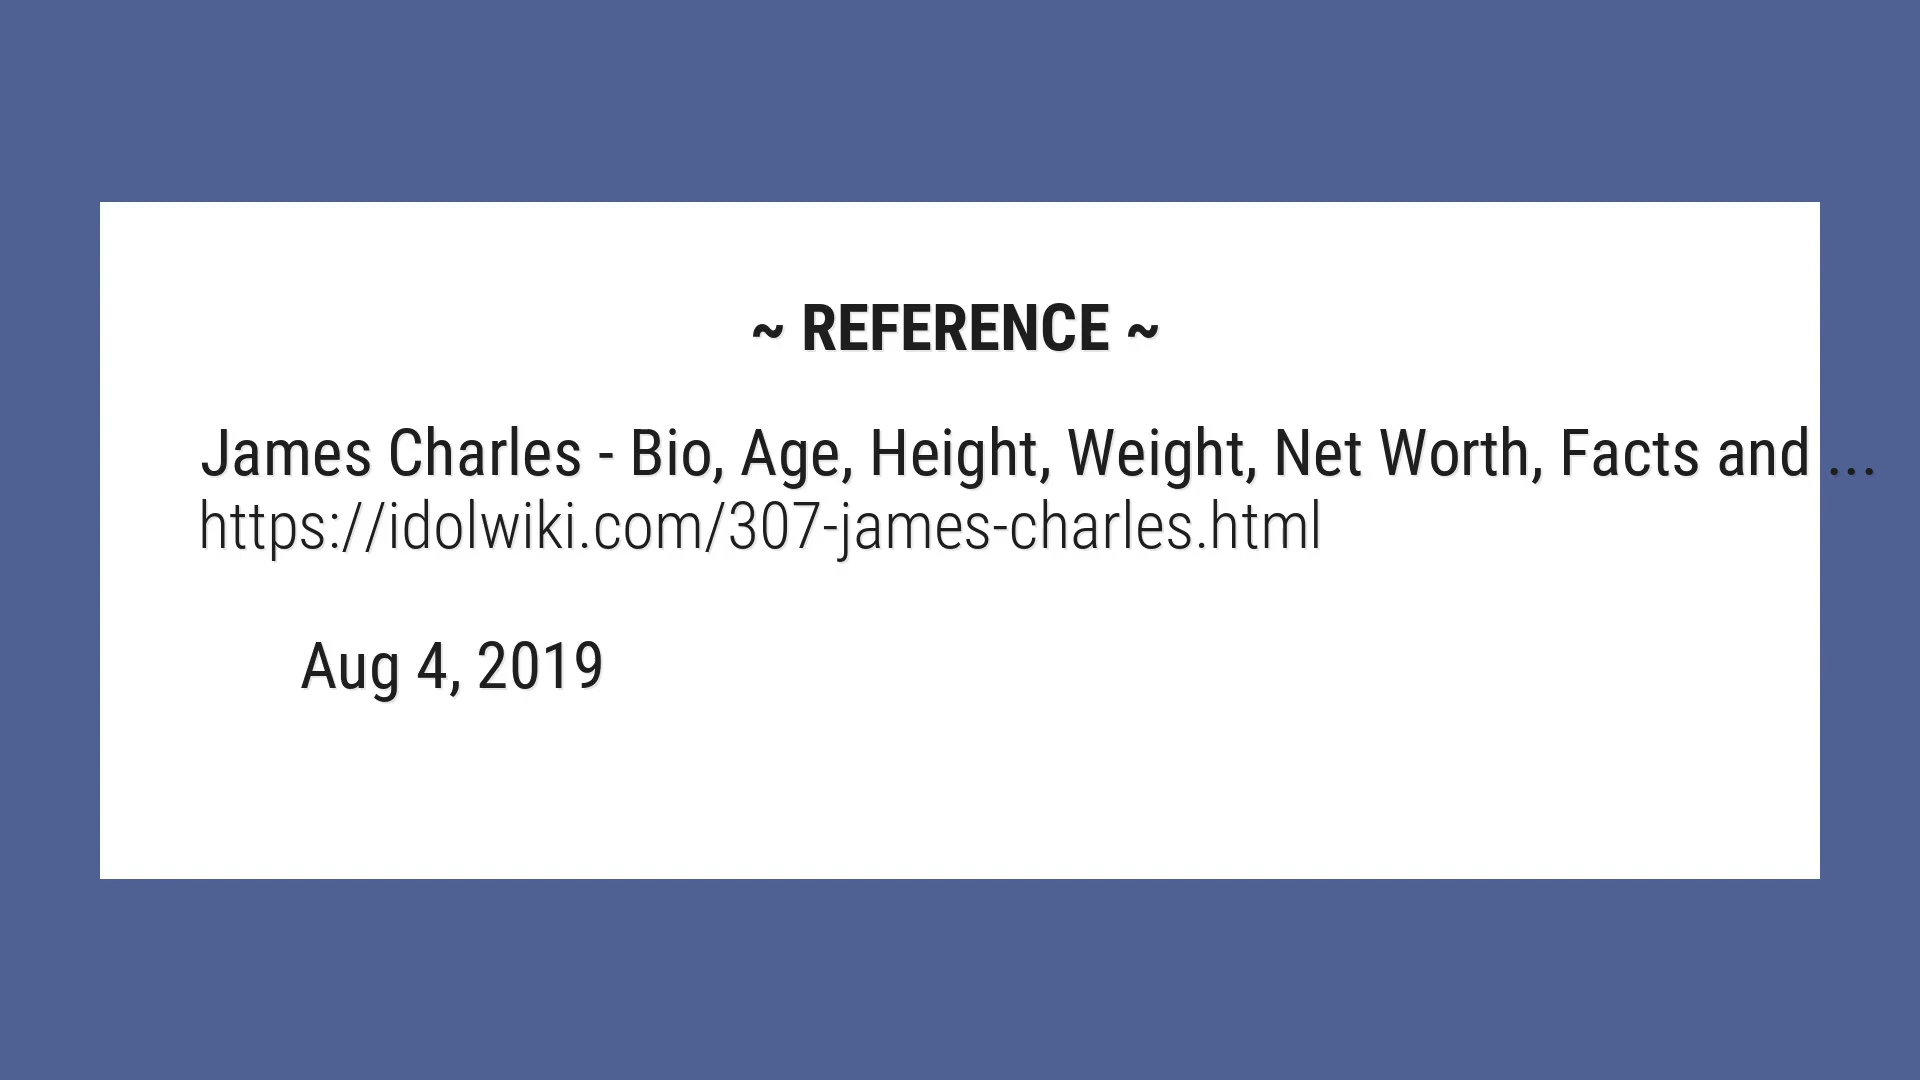 ~ REFERENCE ~
James Charles - Bio, Age, Height, Weight, Net Worth, Facts and ...
https://idolwiki.com/307-james-charles.html
Aug 4, 2019